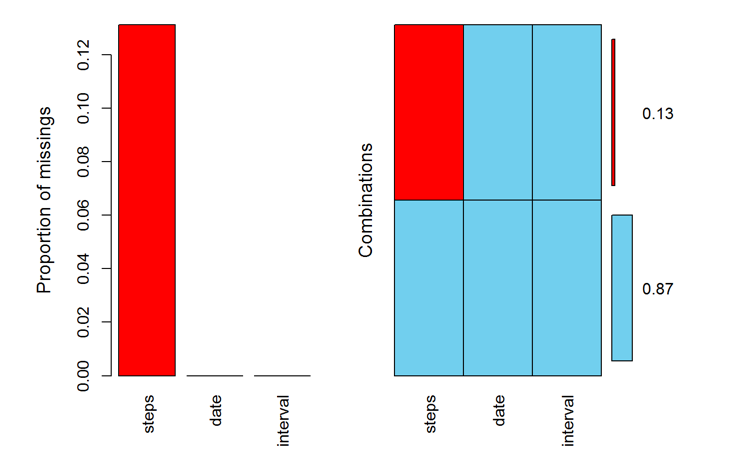 Proportion of missings
0.12
0.10
0.08
0.06
0.04
0.02
0.00
steps
date
interval
Combinations
0.13
0.87
steps
date
interval